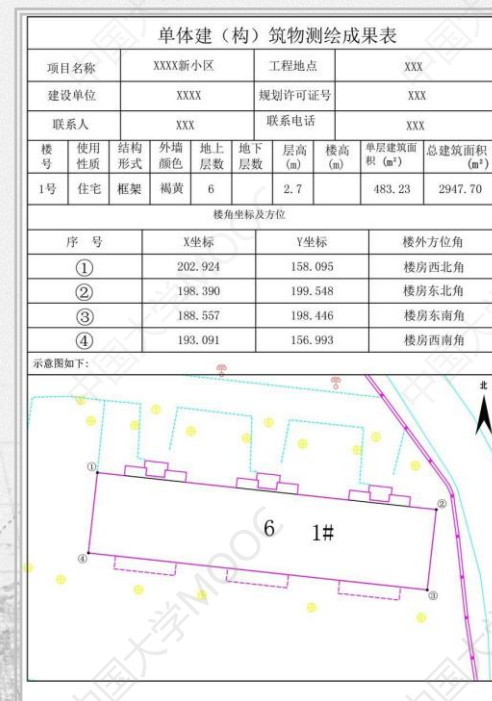 单体建（构）筑物测绘成果表
项目名称 XXXX新小区 工程地点 XXX
建设单位 XXXX 规划许可证号 XXX
联系人 XXX 联系电话 XXX
楼号 使用性质 结构形式 外墙颜色 地上层数 地下层数 层高(m) 楼高(m) 单层建筑面积（m²） 总建筑面积（m²）
1号 住宅 框架 褐黄 6 2.7 483.23 2947.70
楼角坐标及方位
序 号 X坐标 Y坐标 楼外方位角
① 202.924 158.095 楼房西北角
② 198.390 199.548 楼房东北角
③ 188.557 198.446 楼房东南角
④ 193.091 156.993 楼房西南角
示意图如下:
北
①
②
6 1#
④
③
中国大学MOOC